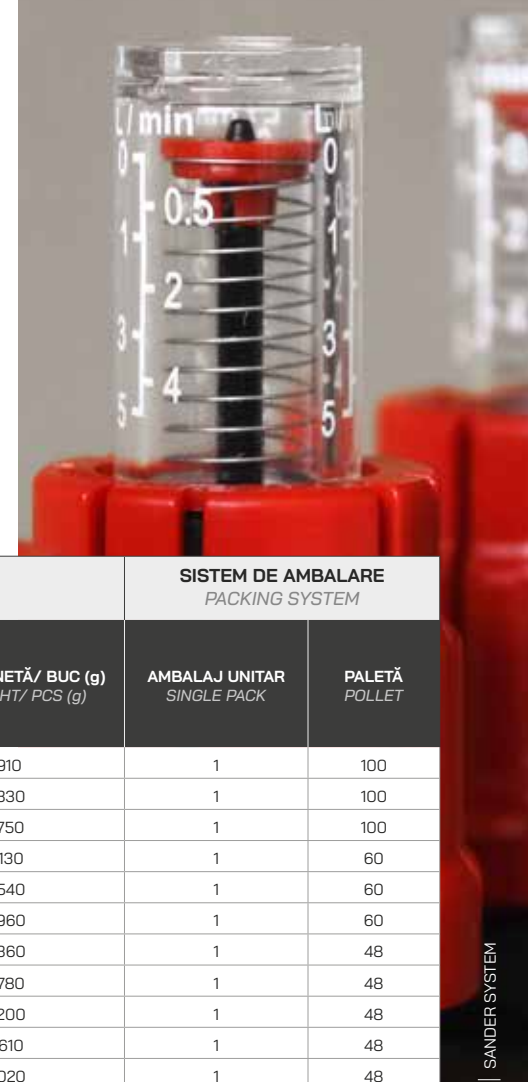 L/min
0 0
0.5
1 1
2
3 3
4
5 5
SISTEM DE AMBALARE
PACKING SYSTEM
NETĂ/ BUC (g) AMBALAJ UNITAR PALETĂ
HT/ PCS (g) SINGLE PACK POLLET
910 1 100
830 1 100
750 1 100
130 1 60
540 1 60
960 1 60
360 1 48
780 1 48
200 1 48
610 1 48
020 1 48
| SANDER SYSTEM